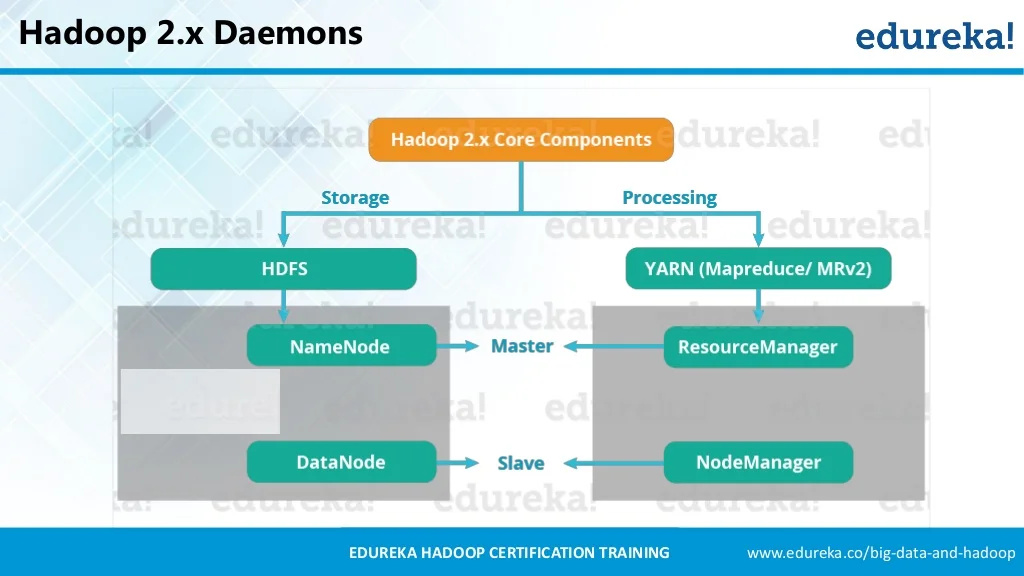 Hadoop 2.x Daemons
edureka!
Hadoop 2.x Core Components
Storage
Processing
HDFS
YARN (Mapreduce/ MRv2)
NameNode
Master
ResourceManager
DataNode
Slave
NodeManager
EDUREKA HADOOP CERTIFICATION TRAINING
www.edureka.co/big-data-and-hadoop